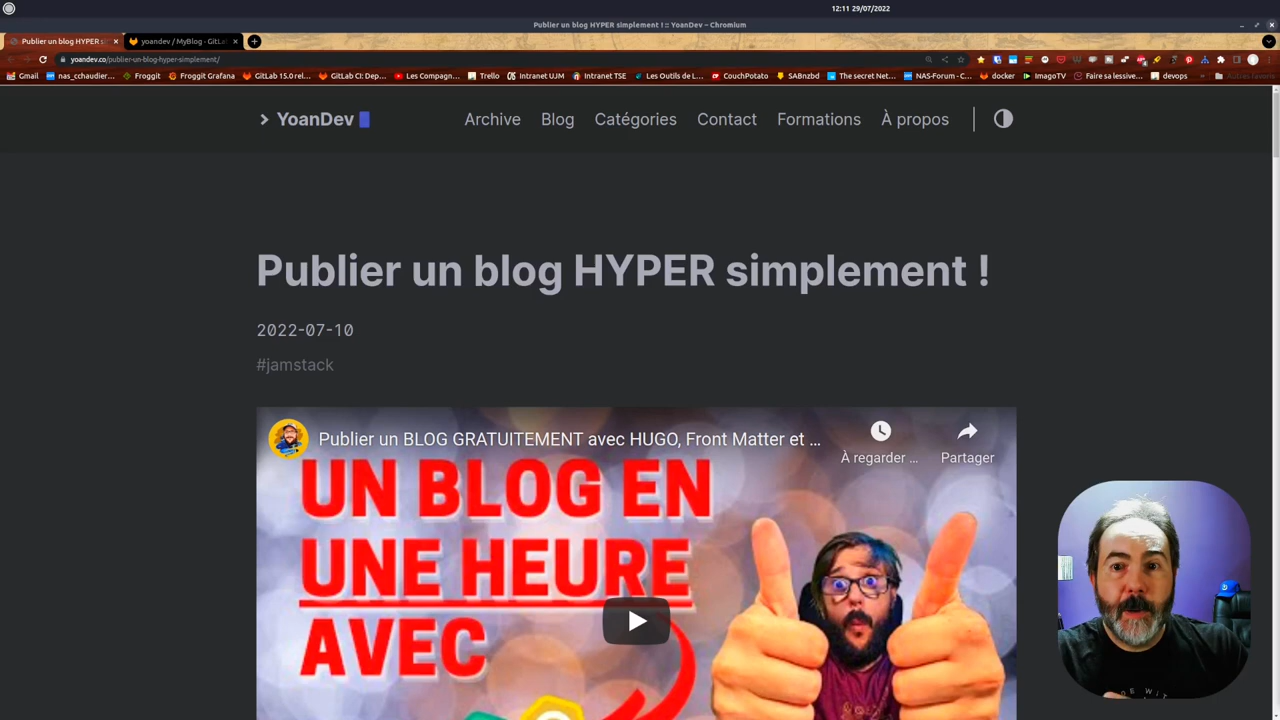 12:11 29/07/2022
Publier un blog HYPER simplement ! :: YoanDev – Chromium
Publier un blog HYPER s
yoandev / MyBlog · GitLa
yoandev.co/publier-un-blog-hyper-simplement/
Gmail
nas_cchaudier...
Froggit
Froggit Grafana
GitLab 15.0 rel...
GitLab CI: Dep...
Les Compagn...
Trello
Intranet UJM
Intranet TSE
Les Outils de L...
CouchPotato
SABnzbd
The secret Net...
NAS-Forum - C...
docker
ImagoTV
Faire sa lessive...
devops
Autres favoris
> YoanDev
Archive
Blog
Catégories
Contact
Formations
À propos
Publier un blog HYPER simplement !
2022-07-10
#jamstack
Publier un BLOG GRATUITEMENT avec HUGO, Front Matter et ...
À regarder ...
Partager
UN BLOG EN
UNE HEURE
AVEC